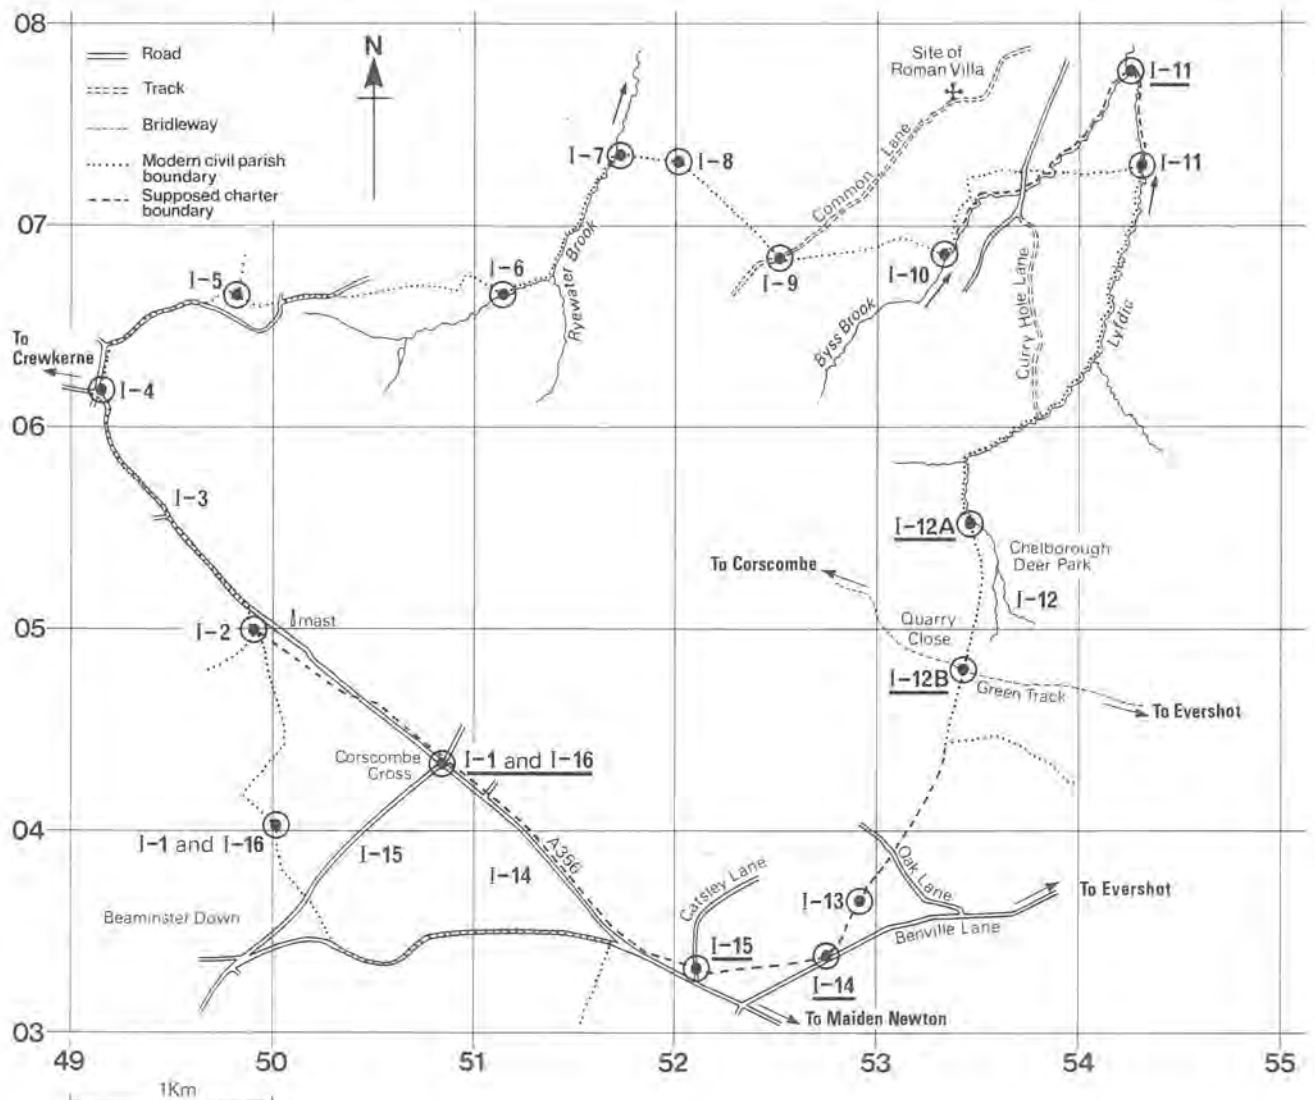 08
N
Road
Track
Bridleway
Modern civil parish
boundary
Supposed charter
boundary
Site of
Roman Villa
I-11
I-7
I-8
I-11
Common Lane
07
I-5
I-6
Ryewater Brook
I-9
I-10
Byss Brook
Curry Hole Lane
Lyfdic
To
Crewkerne
I-4
06
I-3
I-12A
Chelborough
Deer Park
To Corscombe
I-12
mast
05
I-2
Quarry
Close
I-12B
Green Track
To Evershot
Corscombe
Cross
I-1 and I-16
04
I-1 and I-16
I-15
A356
I-14
Catsley Lane
Oak Lane
To Evershot
I-13
Beaminster Down
Benville Lane
I-15
I-14
To Maiden Newton
03
49
50
51
52
53
54
55
1Km